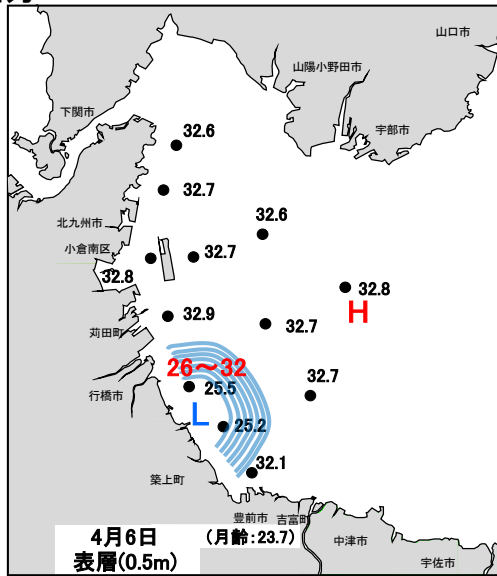 山口市
山陽小野田市
下関市
宇部市
32.6
32.7
北九州市
32.6
小倉南区
32.7
32.8
32.8
H
32.9
苅田町
32.7
26～32
25.5
32.7
行橋市
L
25.2
32.1
築上町
豊前市
吉富町
4月6日
(月齢:23.7)
中津市
表層(0.5m)
宇佐市